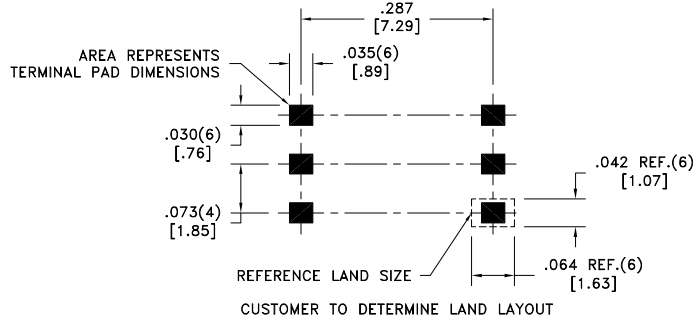 .287
[7.29]
AREA REPRESENTS
TERMINAL PAD DIMENSIONS
.035(6)
[.89]
.030(6)
[.76]
.042 REF.(6)
[1.07]
.073(4)
[1.85]
REFERENCE LAND SIZE
.064 REF.(6)
[1.63]
CUSTOMER TO DETERMINE LAND LAYOUT